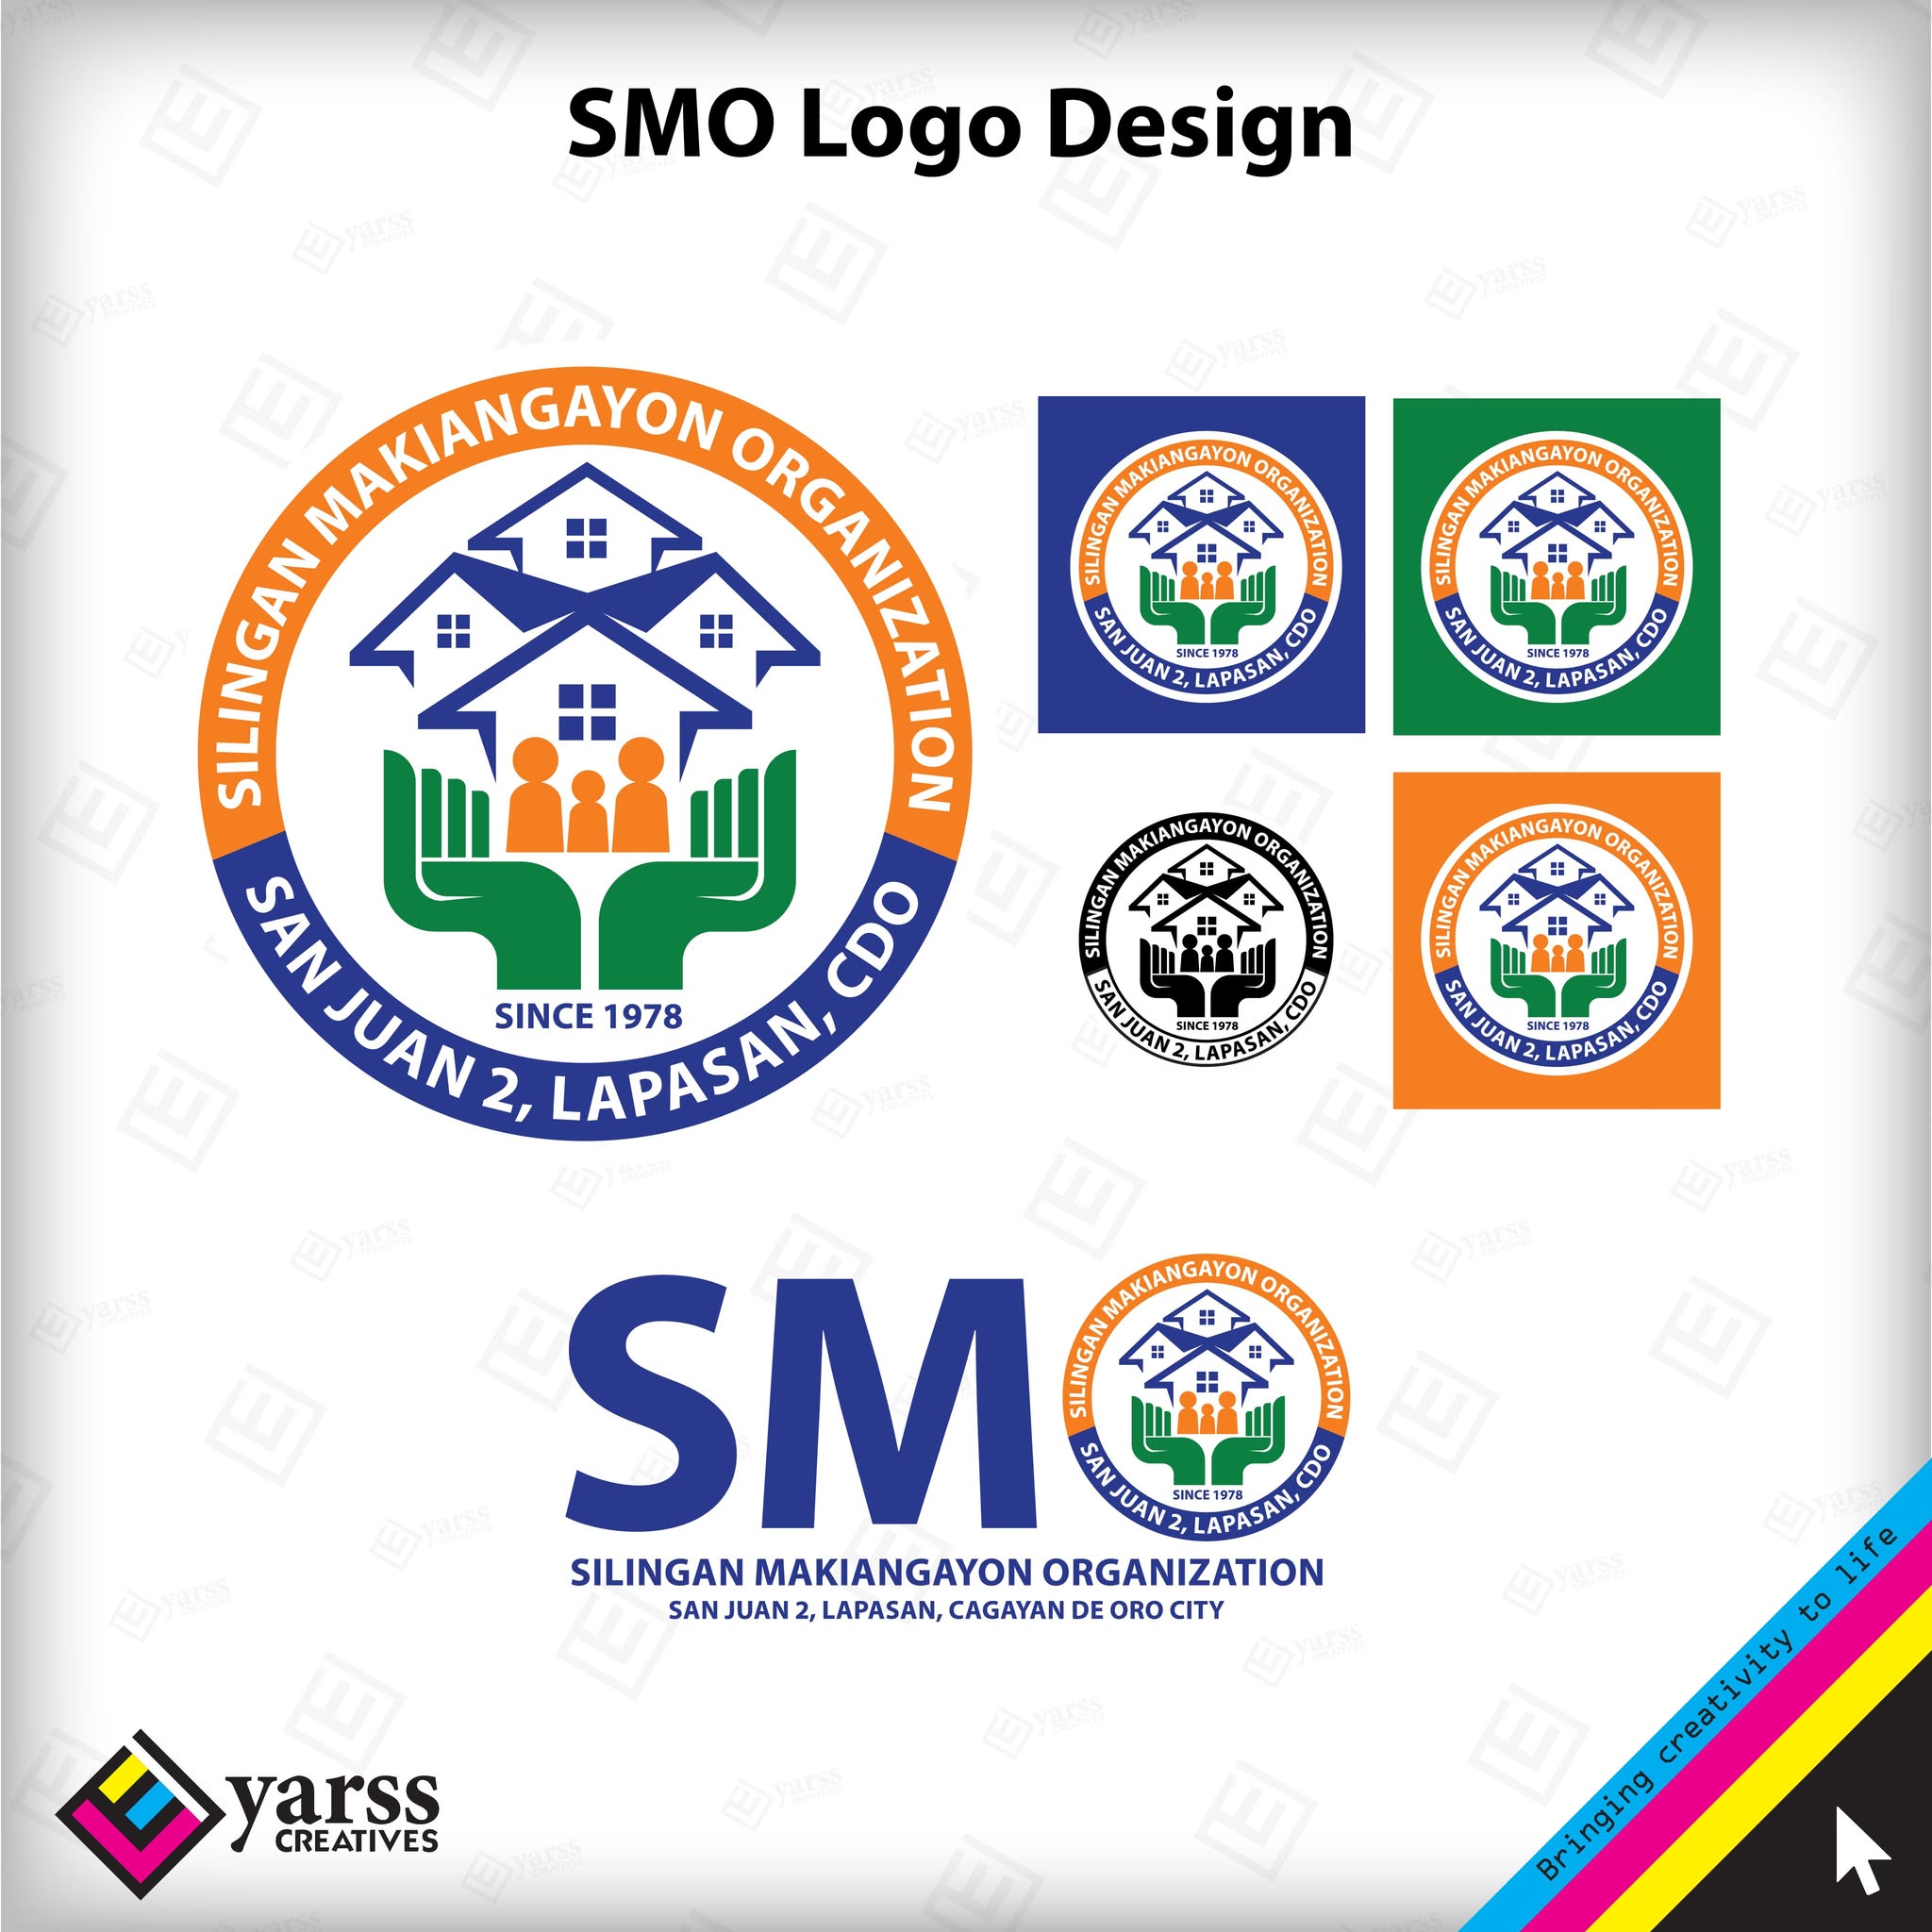 SMO Logo Design
SILINGAN MAKIANGAYON ORGANIZATION
SAN JUAN 2, LAPASAN, CDO
SINCE 1978
SILINGAN MAKIANGAYON ORGANIZATION
SAN JUAN 2, LAPASAN, CDO
SINCE 1978
SILINGAN MAKIANGAYON ORGANIZATION
SAN JUAN 2, LAPASAN, CDO
SINCE 1978
SILINGAN MAKIANGAYON ORGANIZATION
SAN JUAN 2, LAPASAN, CDO
SINCE 1978
SILINGAN MAKIANGAYON ORGANIZATION
SAN JUAN 2, LAPASAN, CDO
SINCE 1978
SM
SILINGAN MAKIANGAYON ORGANIZATION
SAN JUAN 2, LAPASAN, CDO
SINCE 1978
SILINGAN MAKIANGAYON ORGANIZATION
SAN JUAN 2, LAPASAN, CAGAYAN DE ORO CITY
Eyarss
CREATIVES
Bringing creativity to life